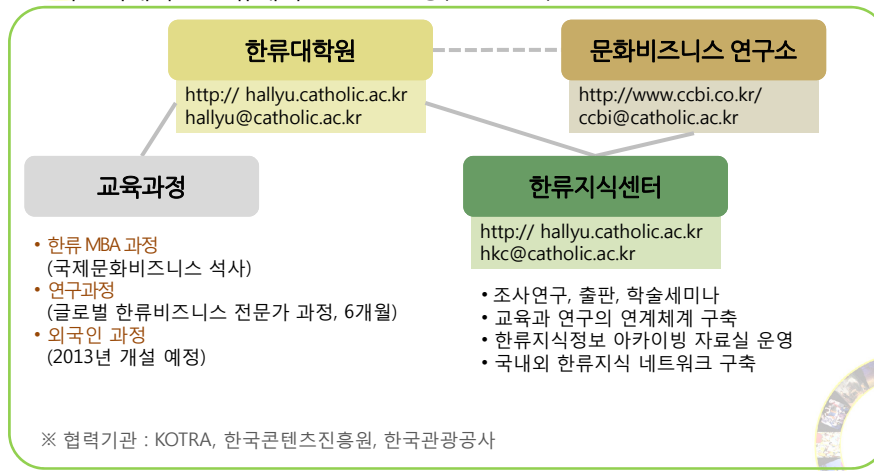 한류대학원
문화비즈니스 연구소
http:// hallyu.catholic.ac.kr
hallyu@catholic.ac.kr
http://www.ccbi.co.kr/
ccbi@catholic.ac.kr
교육과정
한류지식센터
http:// hallyu.catholic.ac.kr
hkc@catholic.ac.kr
• 한류 MBA 과정
(국제문화비즈니스 석사)
• 연구과정
(글로벌 한류비즈니스 전문가 과정, 6개월)
• 외국인 과정
(2013년 개설 예정)
• 조사연구, 출판, 학술세미나
• 교육과 연구의 연계체계 구축
• 한류지식정보 아카이빙 자료실 운영
• 국내외 한류지식 네트워크 구축
※ 협력기관 : KOTRA, 한국콘텐츠진흥원, 한국관광공사